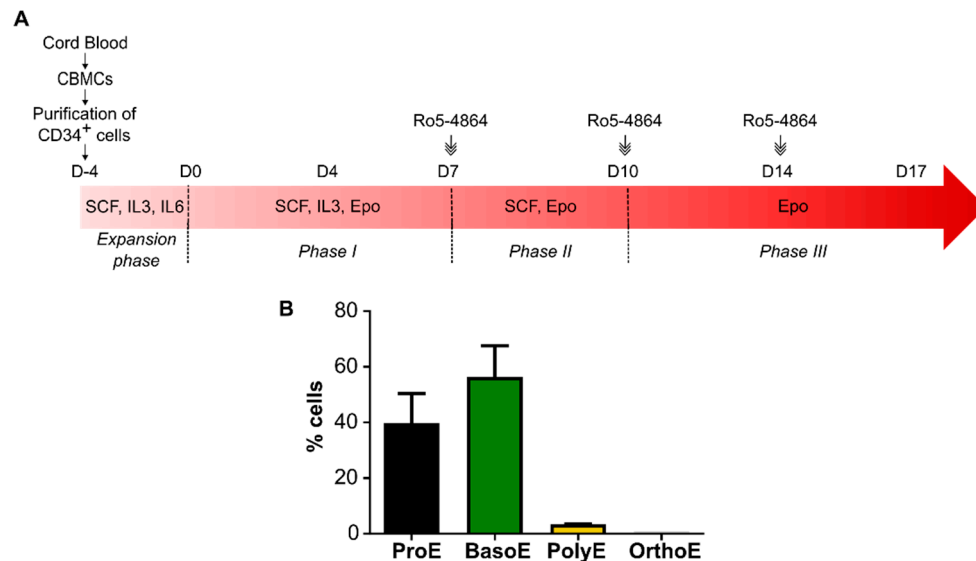 A
Cord Blood
CBMCs
Purification of
CD34+ cells
Ro5-4864 Ro5-4864 Ro5-4864
D-4 D0 D4 D7 D10 D14 D17
SCF, IL3, IL6 SCF, IL3, Epo SCF, Epo Epo
Expansion
phase
Phase I Phase II Phase III
B
80
60
40
20
0
% cells
ProE BasoE PolyE OrthoE